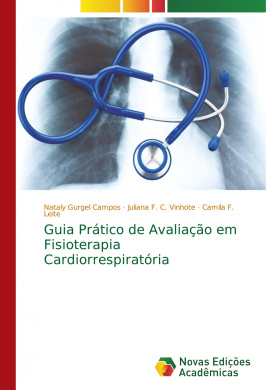 Nataly Gurgel Campos · Juliana F. C. Vinhote · Camila F.
Leite
Guia Prático de Avaliação em
Fisioterapia
Cardiorrespiratória
Novas Edições
Acadêmicas